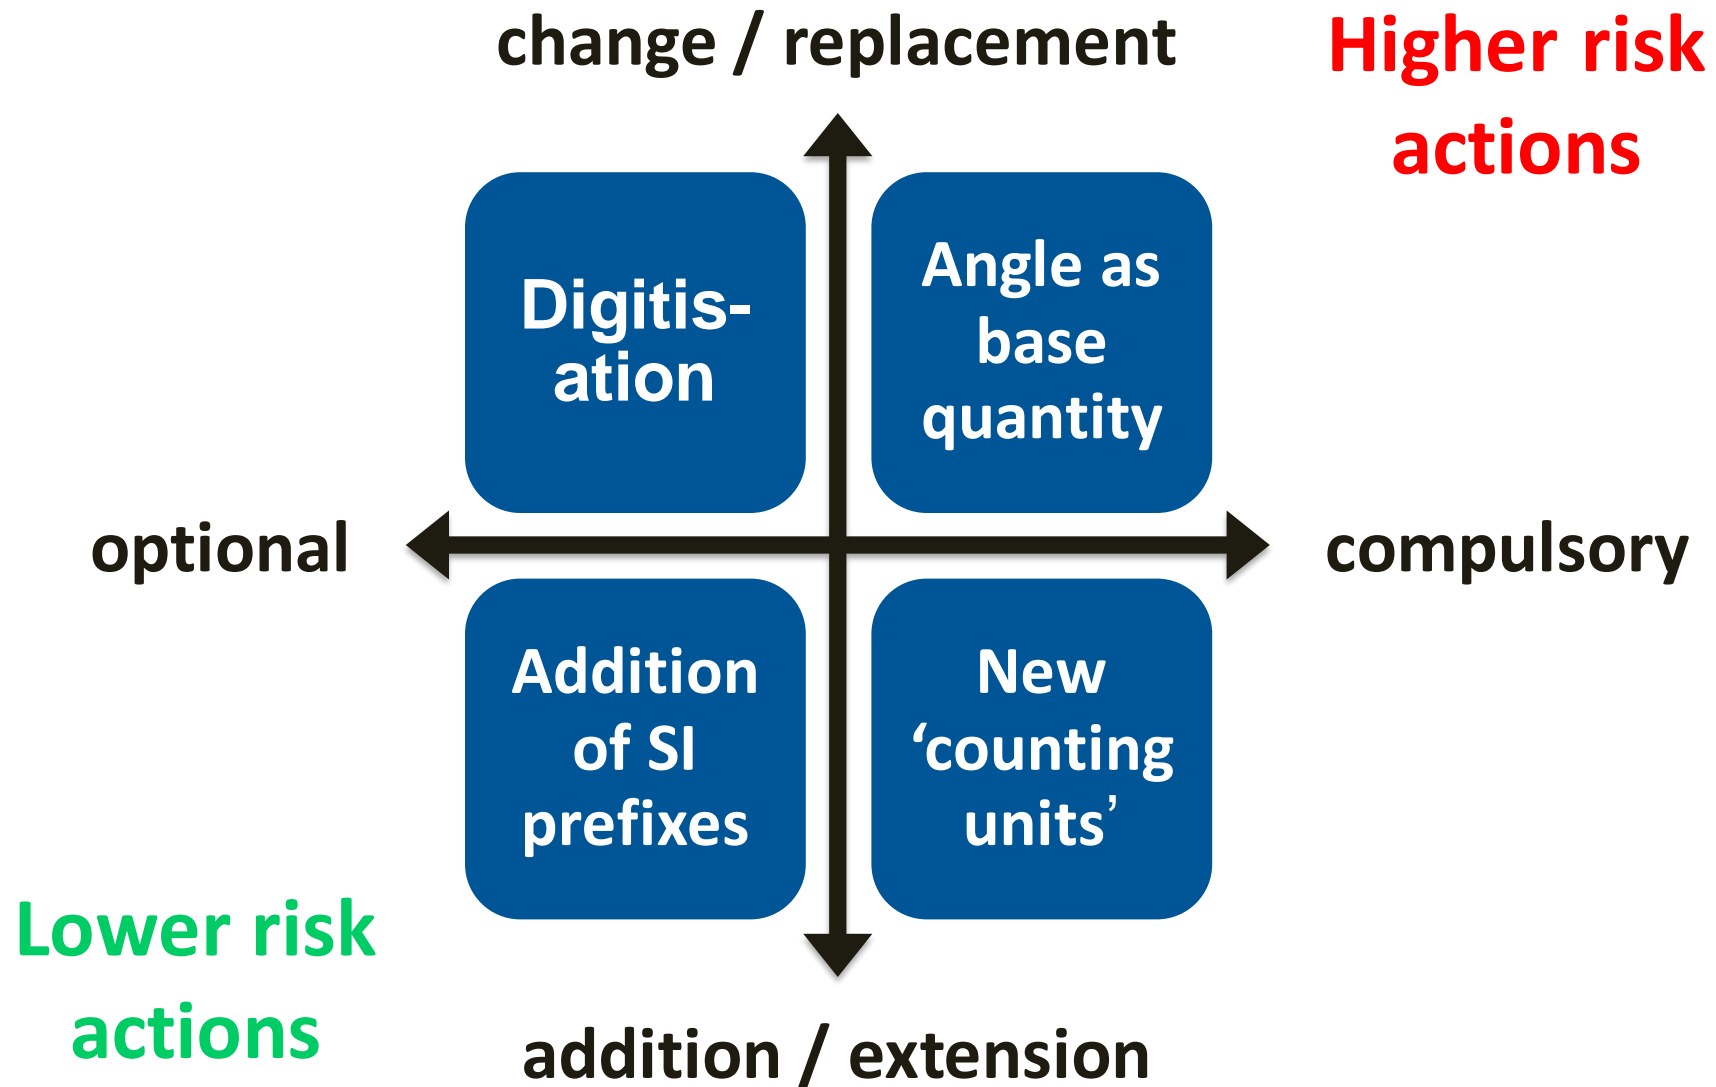 change / replacement
Higher risk
actions
Digitis-
ation
Angle as
base
quantity
optional
compulsory
Addition
of SI
prefixes
New
‘counting
units’
Lower risk
actions
addition / extension